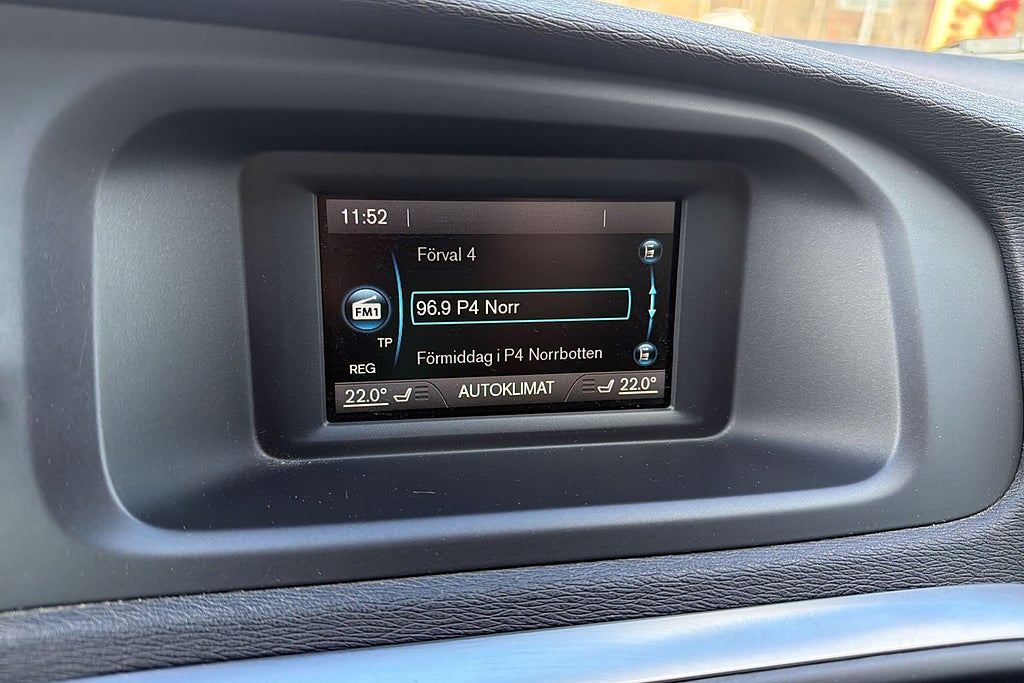 11:52
Förval 4
FM1
96.9 P4 Norr
TP
Förmiddag i P4 Norrbotten
REG
22.0° AUTOKLIMAT 22.0°